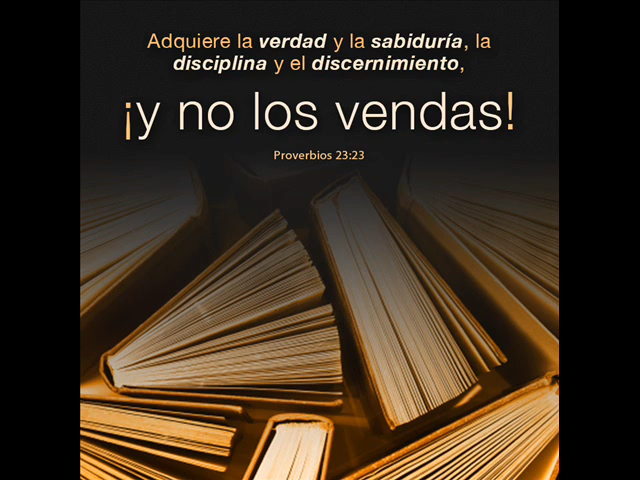 Adquiere la verdad y la sabiduría, la
disciplina y el discernimiento,
¡y no los vendas!
Proverbios 23:23